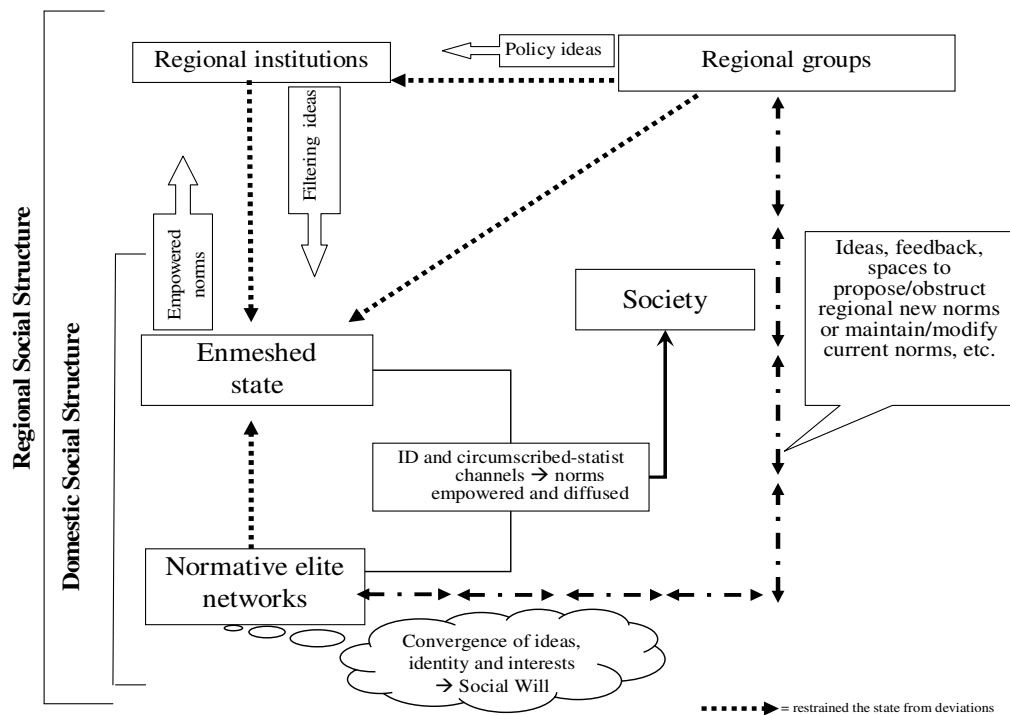 Regional institutions
Policy ideas
Regional groups
Filtering ideas
Empowered
norms
Regional Social Structure
Domestic Social Structure
Ideas, feedback,
spaces to
propose/obstruct
regional new norms
or maintain/modify
current norms, etc.
Society
Enmeshed
state
ID and circumscribed-statist
channels → norms
empowered and diffused
Normative elite
networks
Convergence of ideas,
identity and interests
→ Social Will
= restrained the state from deviations